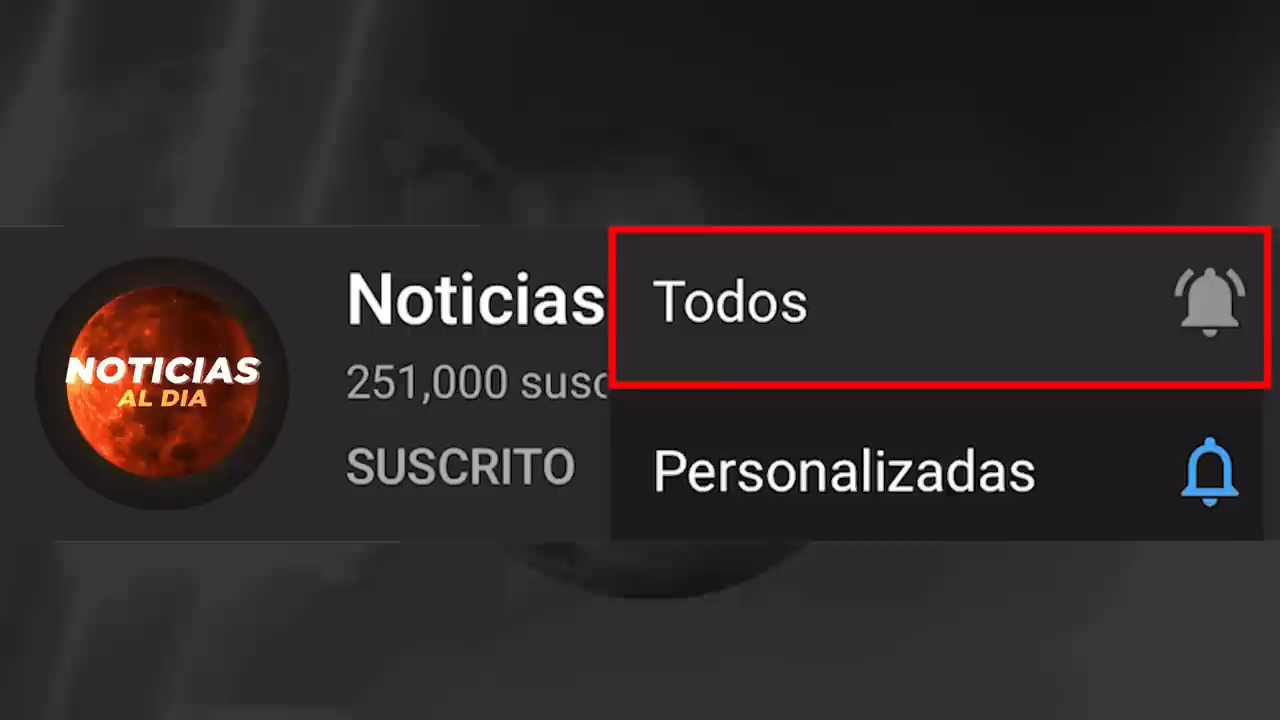 NOTICIAS
AL DIA
Noticias
251,000 susc
SUSCRITO
Todos
Personalizadas